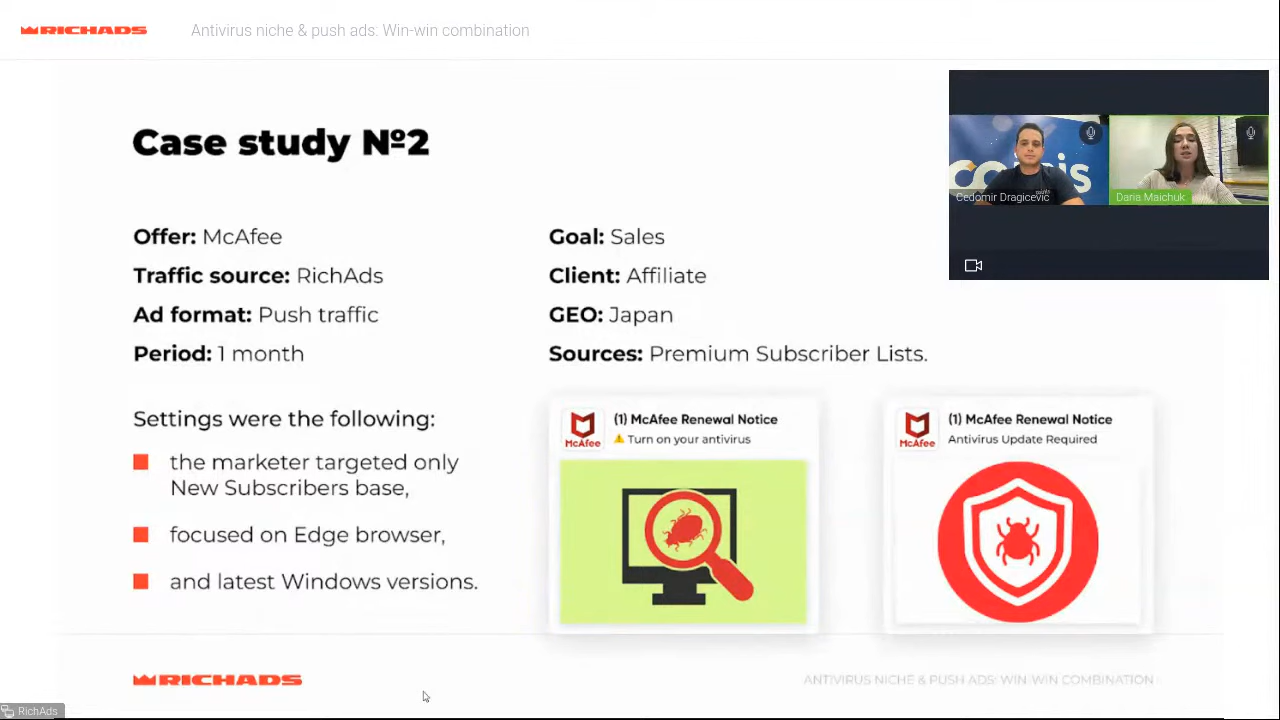 RICHADS
Antivirus niche & push ads: Win-win combination
Case study №2
Offer: McAfee
Traffic source: RichAds
Ad format: Push traffic
Period: 1 month
Goal: Sales
Client: Affiliate
GEO: Japan
Sources: Premium Subscriber Lists.
Settings were the following:
the marketer targeted only
New Subscribers base,
focused on Edge browser,
and latest Windows versions.
McAfee
(1) McAfee Renewal Notice
Turn on your antivirus
McAfee
(1) McAfee Renewal Notice
Antivirus Update Required
Cedomir Dragicevic
Daria Maichuk
RICHADS
ANTIVIRUS NICHE & PUSH ADS: WIN WIN COMBINATION
RichAds